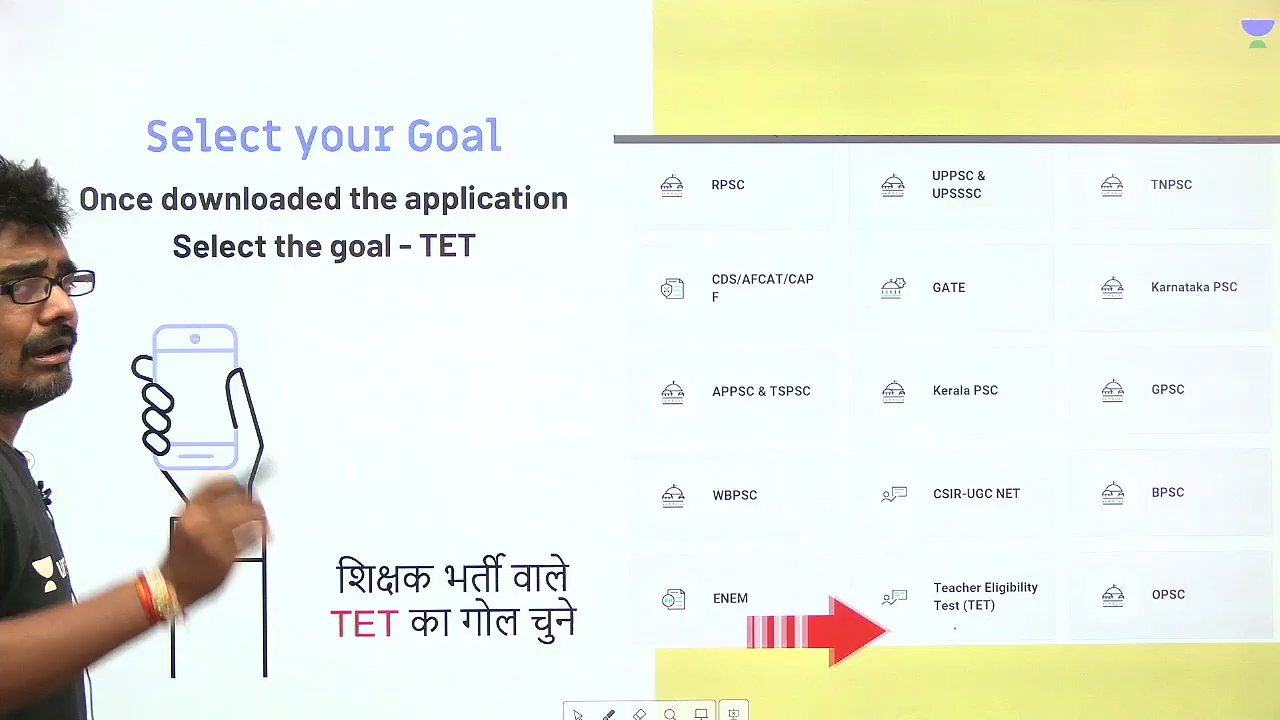 Select your Goal
Once downloaded the application
Select the goal - TET
शिक्षक भर्ती वाले
TET का गोल चुने
RPSC
UPPSC &
UPSSSC
TNPSC
CDS/AFCAT/CAP
F
GATE
Karnataka PSC
APPSC & TSPSC
Kerala PSC
GPSC
WBPSC
CSIR-UGC NET
BPSC
ENEM
Teacher Eligibility
Test (TET)
OPSC